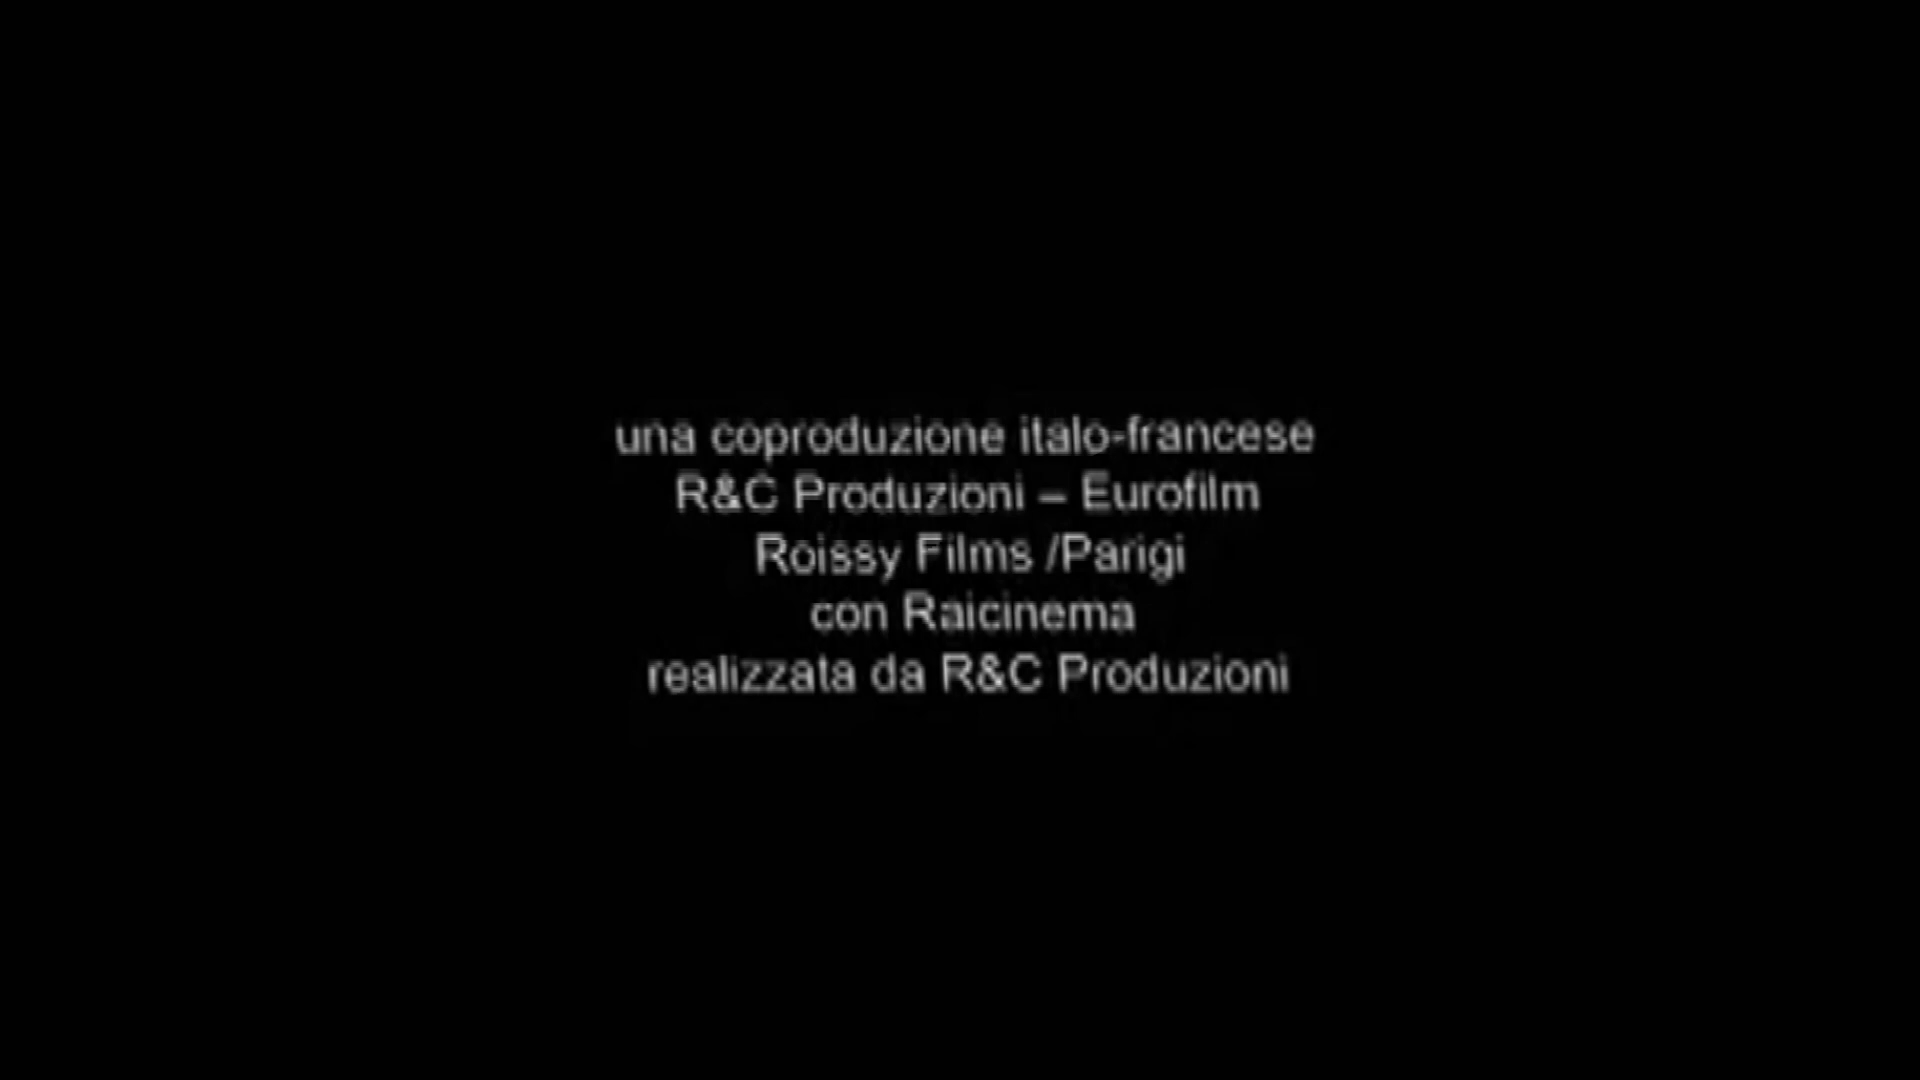 una coproduzione italo-francese
R&C Produzioni – Eurofilm
Roissy Films /Parigi
con Raicinema
realizzata da R&C Produzioni